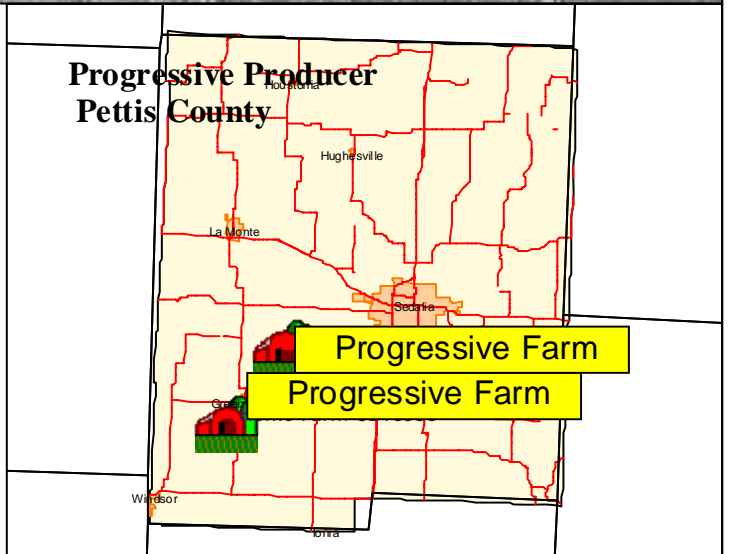 Progressive Producer
Pettis County
Houstonia
Hughesville
La Monte
Sedalia
Progressive Farm
Progressive Farm
Windsor
Ionia